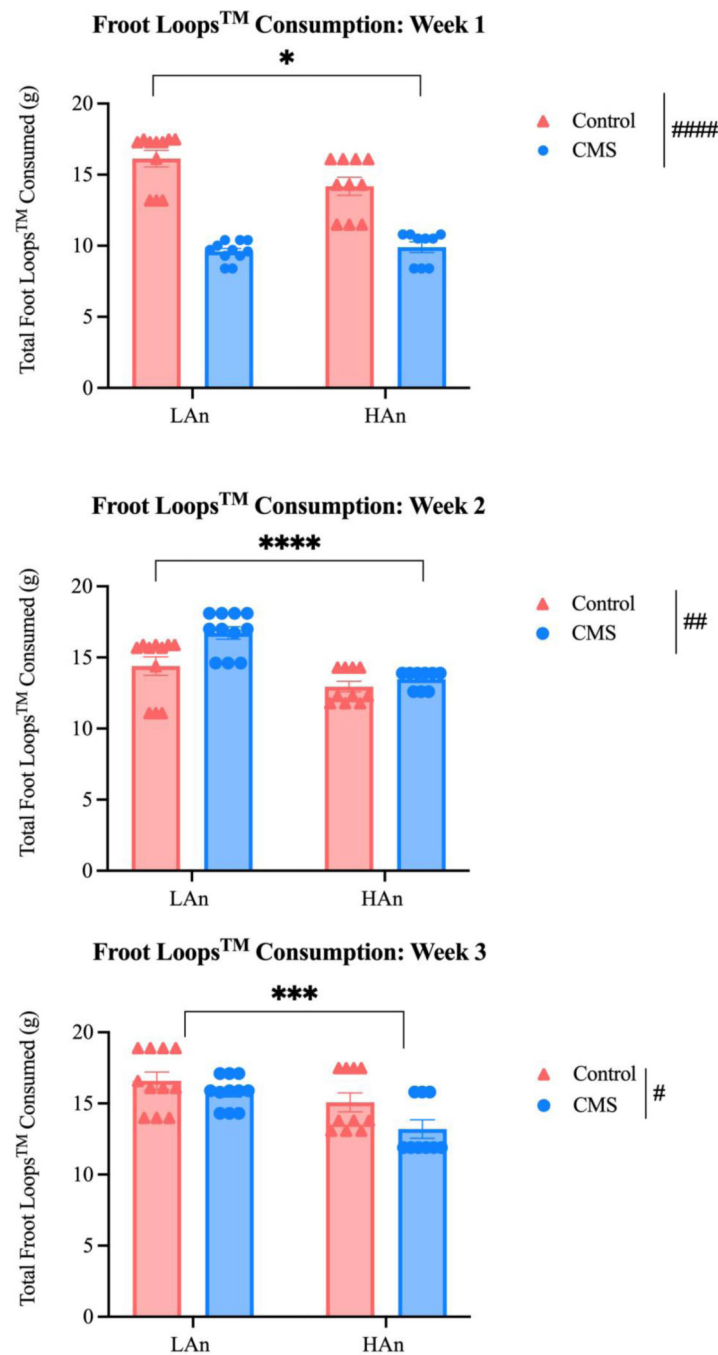 Froot Loops™ Consumption: Week 1
*
Total Foot Loops™ Consumed (g)
20
15
10
5
0
LAn
HAn
Control
CMS
####
Froot Loops™ Consumption: Week 2
****
Total Foot Loops™ Consumed (g)
20
15
10
5
0
LAn
HAn
Control
CMS
##
Froot Loops™ Consumption: Week 3
***
Total Froot Loops™ Consumed (g)
20
15
10
5
0
LAn
HAn
Control
CMS
#